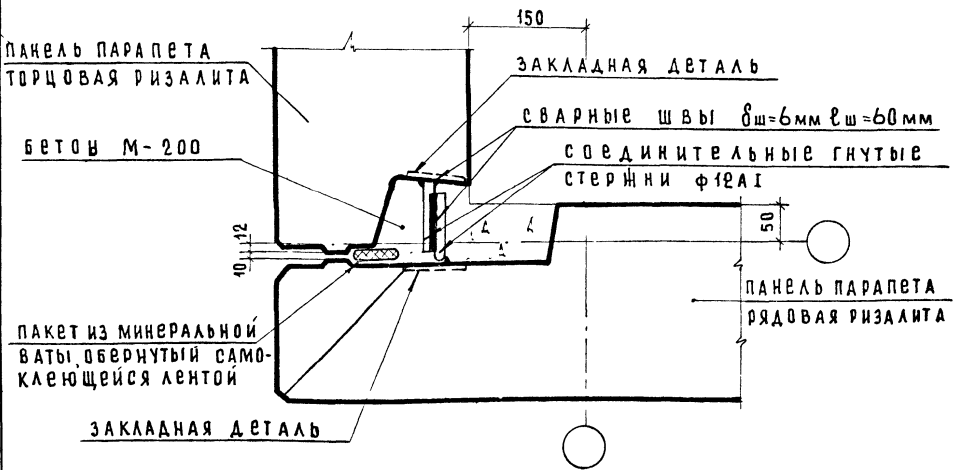 150
ПАНЕЛЬ ПАРАПЕТА
ТОРЦОВАЯ РИЗАЛИТА
ЗАКЛАДНАЯ ДЕТАЛЬ
СВАРНЫЕ ШВЫ δш=6мм ℓш=60мм
БЕТОН М-200
СОЕДИНИТЕЛЬНЫЕ ГНУТЫЕ
СТЕРЖНИ ф12АI
50
12
10
ПАНЕЛЬ ПАРАПЕТА
РЯДОВАЯ РИЗАЛИТА
ПАКЕТ ИЗ МИНЕРАЛЬНОЙ
ВАТЫ, ОБЕРНУТЫЙ САМО-
КЛЕЮЩЕЙСЯ ЛЕНТОЙ
ЗАКЛАДНАЯ ДЕТАЛЬ